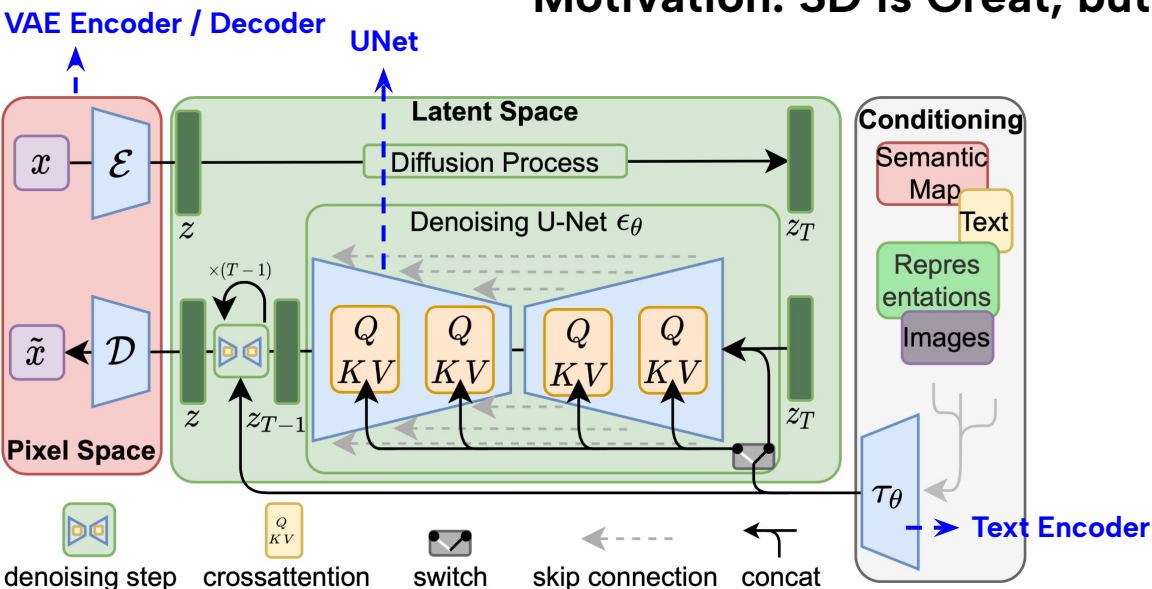 Motivation: SD is Great, but
VAE Encoder / Decoder
UNet
Latent Space
Conditioning
x
ℰ
Diffusion Process
Semantic
Map
Text
z
Denoising U-Net ϵθ
zT
Repres
entations
×(T − 1)
Images
x̃
𝒟
Q
KV
Q
KV
Q
KV
Q
KV
z
zT−1
zT
Pixel Space
τθ
Text Encoder
Q
KV
denoising step
crossattention
switch
skip connection
concat